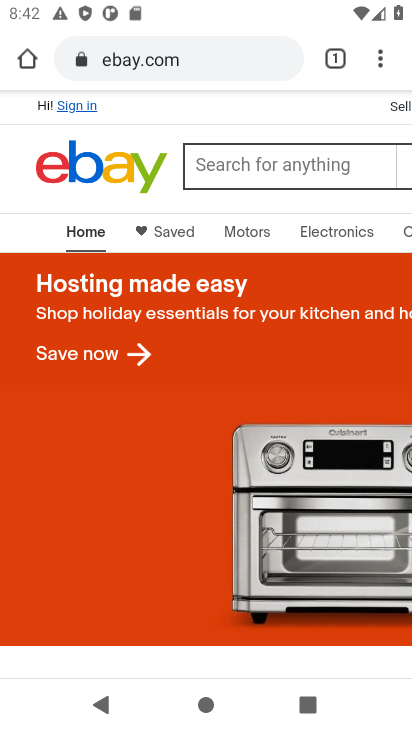 8:42
ebay.com
1
Hi! Sign in
Sell
ebay
Search for anything
Home
Saved
Motors
Electronics
Hosting made easy
Shop holiday essentials for your kitchen and
Save now
Cuisinart